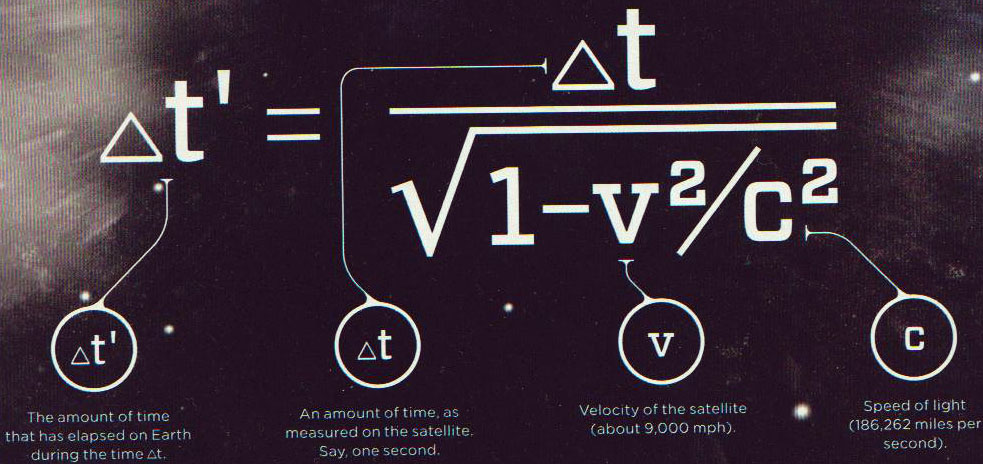 △t' = △t
√1–v²/c²
△t'
△t
v
c
The amount of time
that has elapsed on Earth
during the time △t.
An amount of time, as
measured on the satellite.
Say, one second.
Velocity of the satellite
(about 9,000 mph).
Speed of light
(186,262 miles per
second).